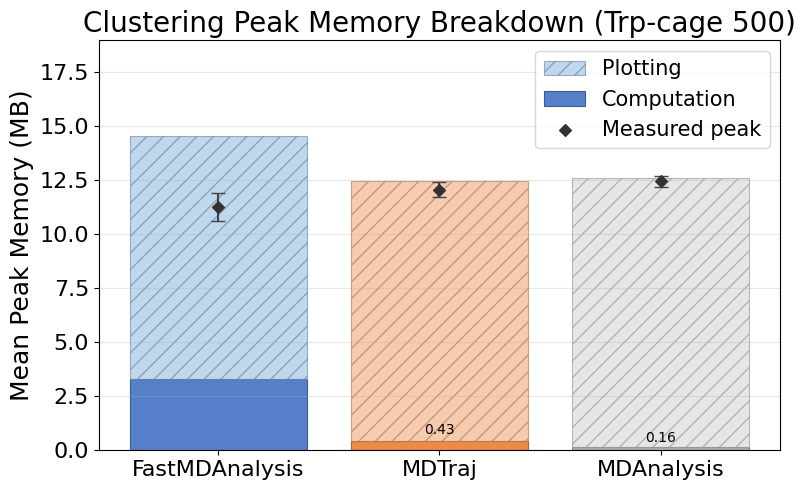 Clustering Peak Memory Breakdown (Trp-cage 500)
Mean Peak Memory (MB)
17.5
15.0
12.5
10.0
7.5
5.0
2.5
0.0
Plotting
Computation
Measured peak
0.43
0.16
FastMDAnalysis
MDTraj
MDAnalysis